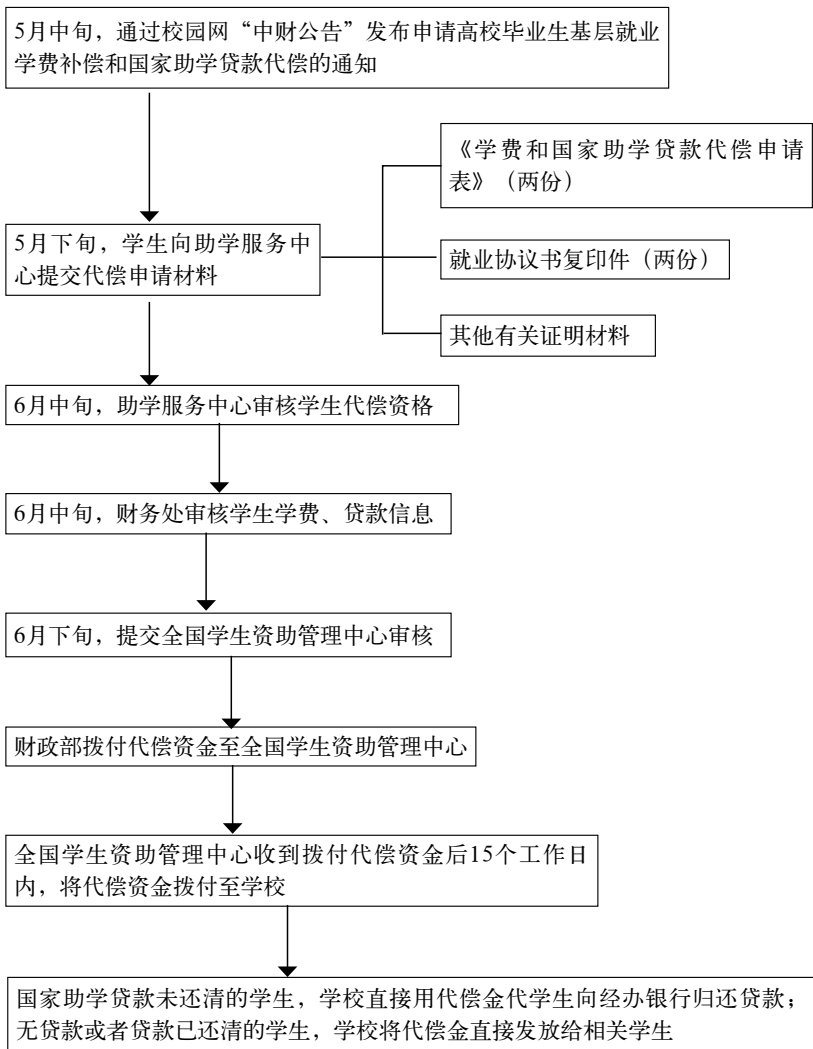 5月中旬，通过校园网“中财公告”发布申请高校毕业生基层就业
学费补偿和国家助学贷款代偿的通知
《学费和国家助学贷款代偿申请
表》（两份）
5月下旬，学生向助学服务中
心提交代偿申请材料
就业协议书复印件（两份）
其他有关证明材料
6月中旬，助学服务中心审核学生代偿资格
6月中旬，财务处审核学生学费、贷款信息
6月下旬，提交全国学生资助管理中心审核
财政部拨付代偿资金至全国学生资助管理中心
全国学生资助管理中心收到拨付代偿资金后15个工作日
内，将代偿资金拨付至学校
国家助学贷款未还清的学生，学校直接用代偿金代学生向经办银行归还贷款；
无贷款或者贷款已还清的学生，学校将代偿金直接发放给相关学生